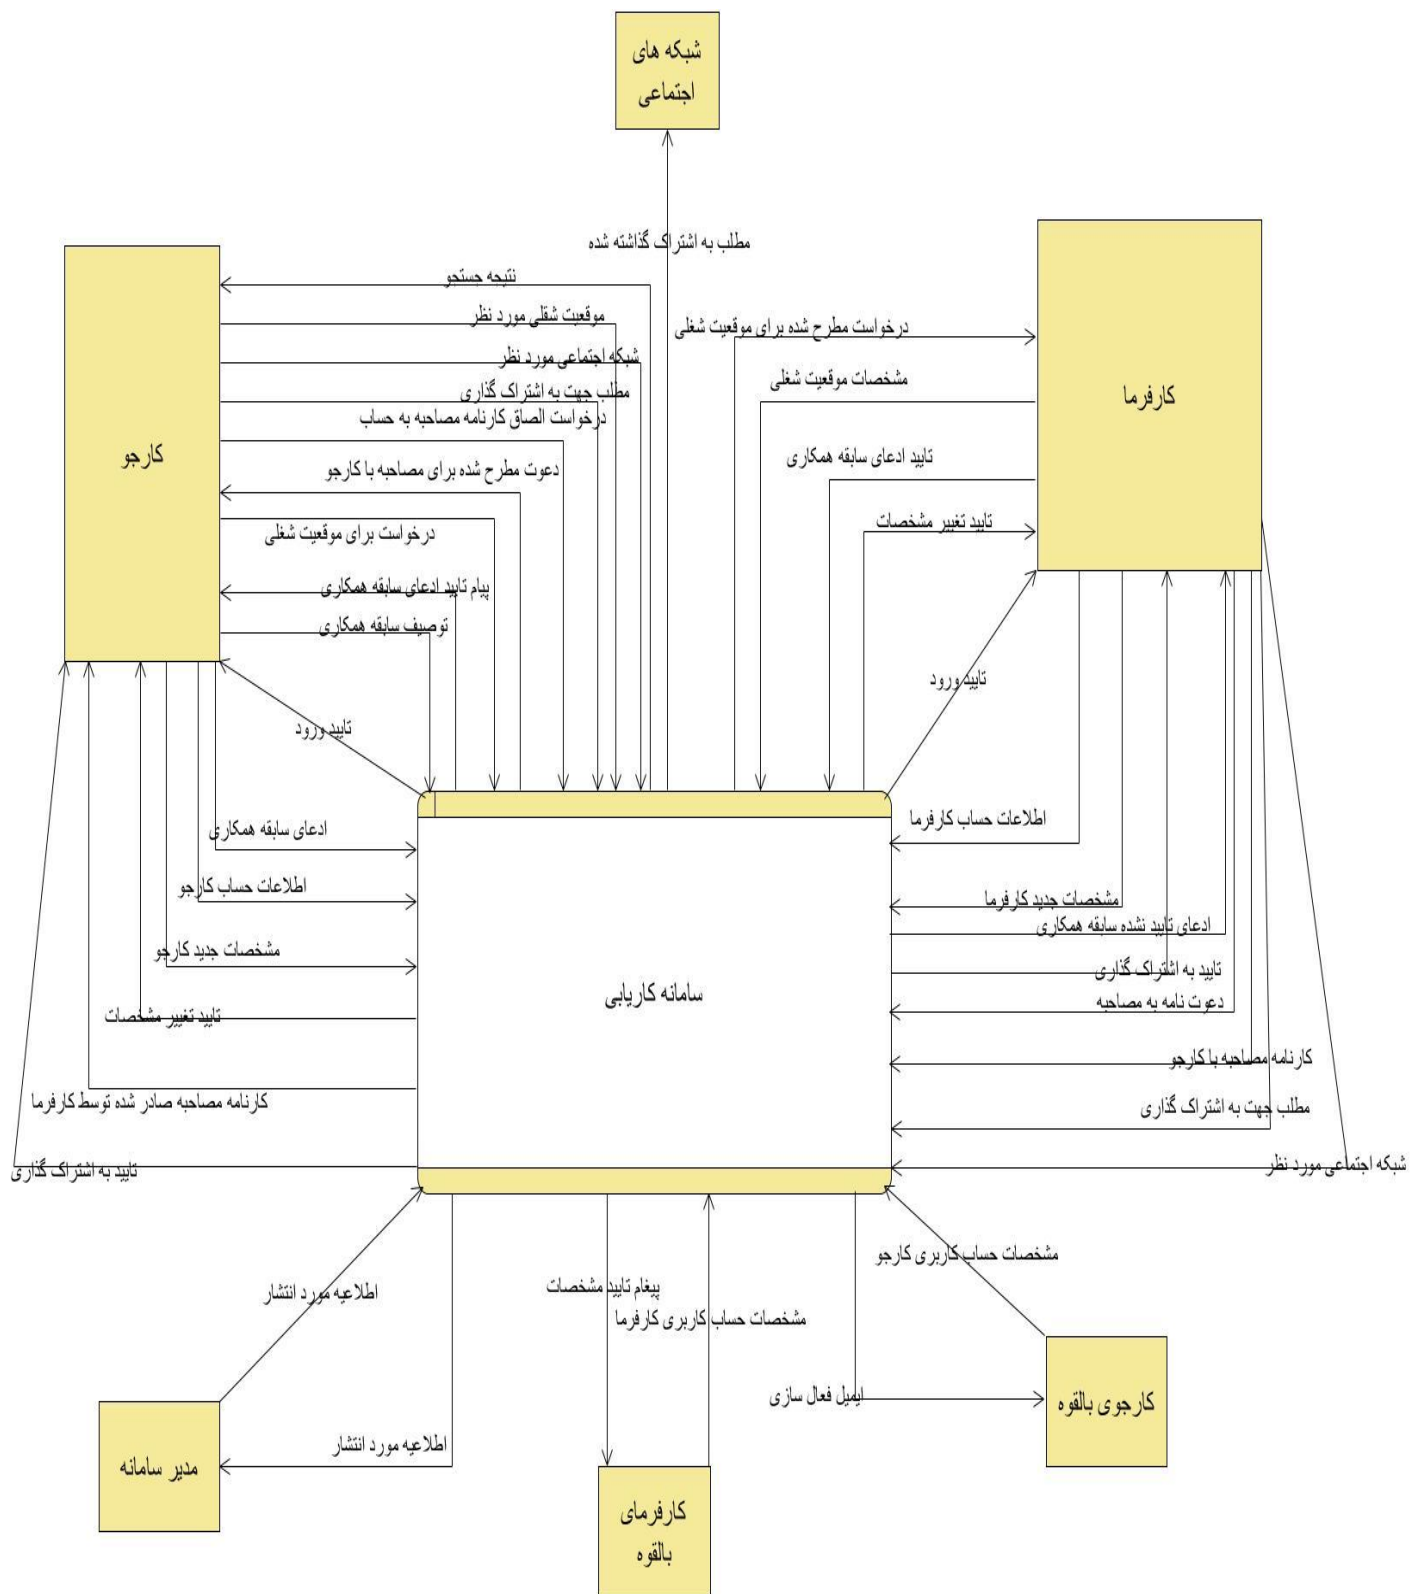 شبکه های
اجتماعی
مطلب به اشتراک گذاشته شده
کارفرما
درخواست مطرح شده برای موقعیت شغلی
مشخصات موقعیت شغلی
تایید ادعای سابقه همکاری
تایید تغییر مشخصات
تایید ورود
کارجو
نتیجه جستجو
موقعیت شقلی مورد نظر
شبکه اجتماعی مورد نظر
مطلب جهت به اشتراک گذاری
درخواست الصاق کارنامه مصاحبه به حساب
دعوت مطرح شده برای مصاحبه با کارجو
درخواست برای موقعیت شغلی
پیام تایید ادعای سابقه همکاری
توصیف سابقه همکاری
تایید ورود
اطلاعات حساب کارفرما
مشخصات جدید کارفرما
ادعای تایید نشده سابقه همکاری
تایید به اشتراک گذاری
دعوت نامه به مصاحبه
کارنامه مصاحبه با کارجو
مطلب جهت به اشتراک گذاری
شبکه اجتماعی مورد نظر
سامانه کاریابی
ادعای سابقه همکاری
اطلاعات حساب کارجو
مشخصات جدید کارجو
تایید تغییر مشخصات
کارنامه مصاحبه صادر شده توسط کارفرما
تایید به اشتراک گذاری
مشخصات حساب کاربری کارجو
ایمیل فعال سازی
کارجوی بالقوه
پیغام تایید مشخصات
مشخصات حساب کاربری کارفرما
کارفرمای
بالقوه
اطلاعیه مورد انتشار
اطلاعیه مورد انتشار
مدیر سامانه